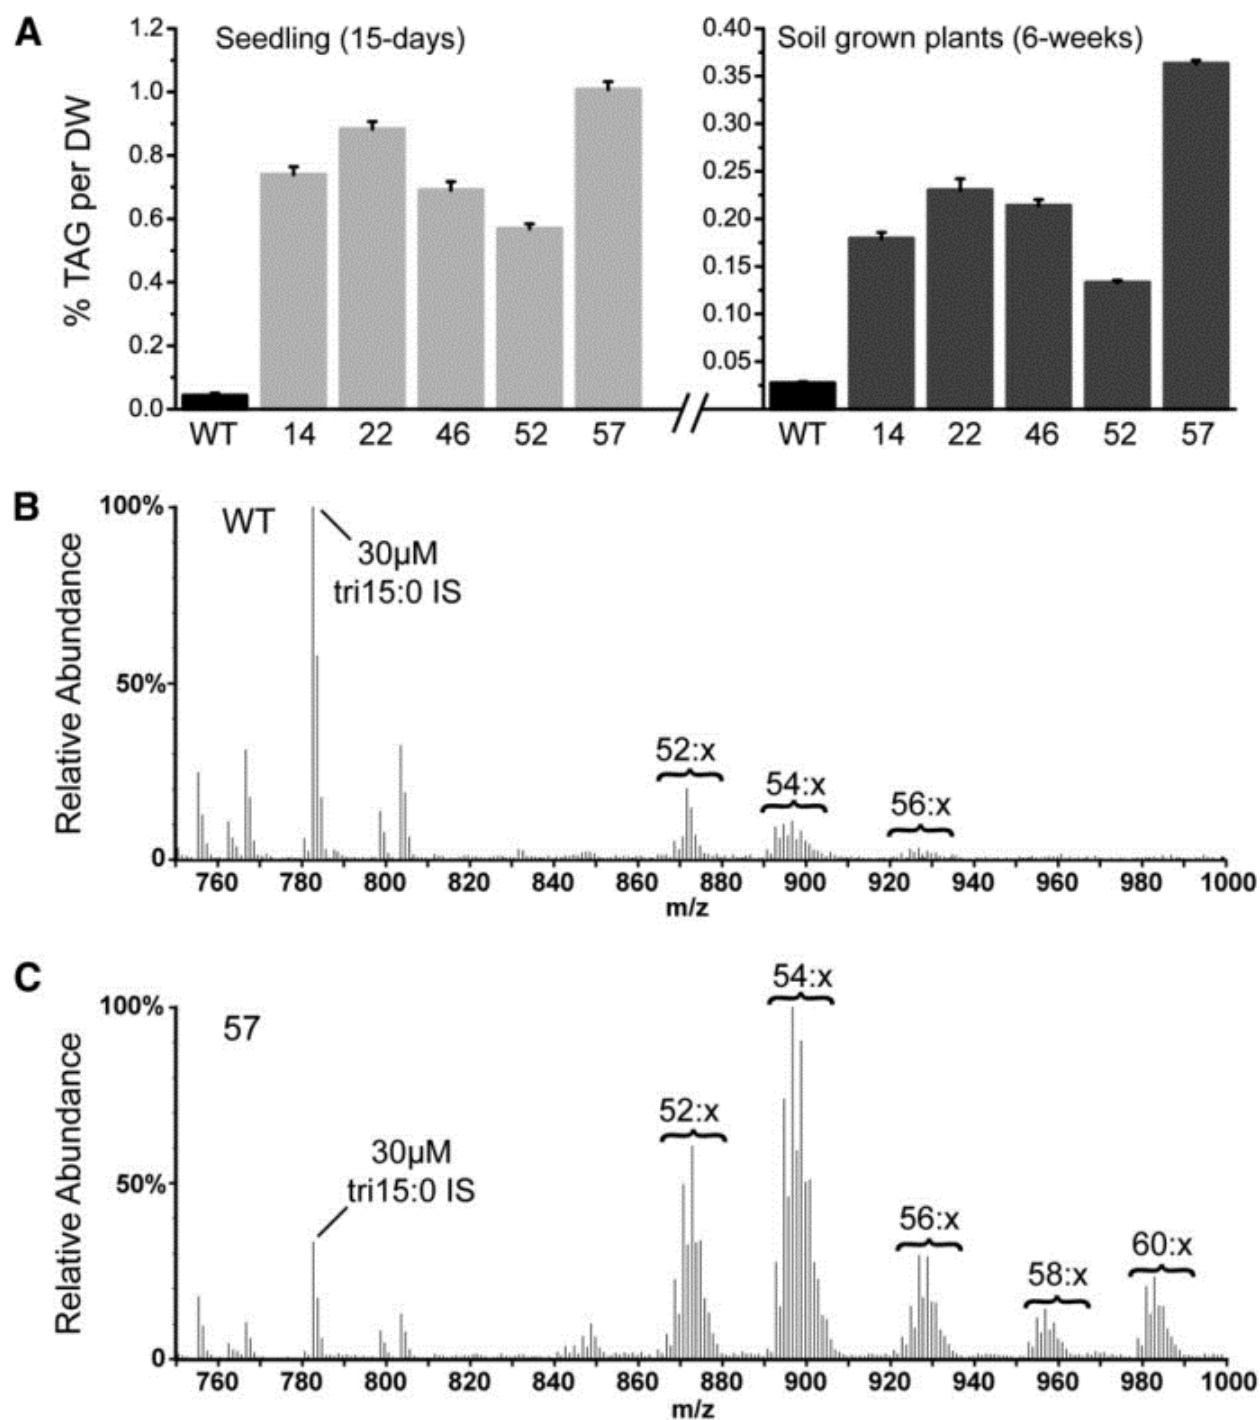 A
Seedling (15-days)
Soil grown plants (6-weeks)
% TAG per DW
1.2
1.0
0.8
0.6
0.4
0.2
0.0
WT 14 22 46 52 57
0.40
0.35
0.30
0.25
0.20
0.15
0.10
0.05
WT 14 22 46 52 57
B
WT
Relative Abundance
100%
50%
0
30µM
tri15:0 IS
52:x
54:x
56:x
760 780 800 820 840 860 880 900 920 940 960 980 1000
m/z
C
57
Relative Abundance
100%
50%
0
30µM
tri15:0 IS
52:x
54:x
56:x
58:x
60:x
760 780 800 820 840 860 880 900 920 940 960 980 1000
m/z